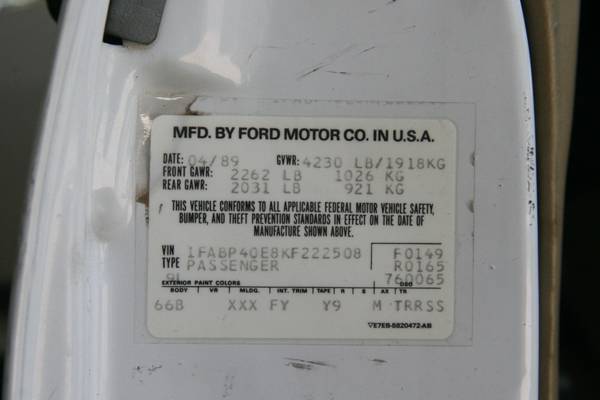 MFD. BY FORD MOTOR CO. IN U.S.A.
DATE: 04/89 GVWR: 4230 LB/1918KG
FRONT GAWR: 2262 LB 1026 KG
REAR GAWR: 2031 LB 921 KG
THIS VEHICLE CONFORMS TO ALL APPLICABLE FEDERAL MOTOR VEHICLE SAFETY,
BUMPER, AND THEFT PREVENTION STANDARDS IN EFFECT ON THE DATE OF
MANUFACTURE SHOWN ABOVE.
VIN 1FABP40E8KF222508 F0149
TYPE PASSENGER R0165
9L 760065
EXTERIOR PAINT COLORS DSO
BODY VR MLDG. INT. TRIM TAPE R S AX TR
66B XXX FY Y9 M TRRSS
E7EB-5820472-AB